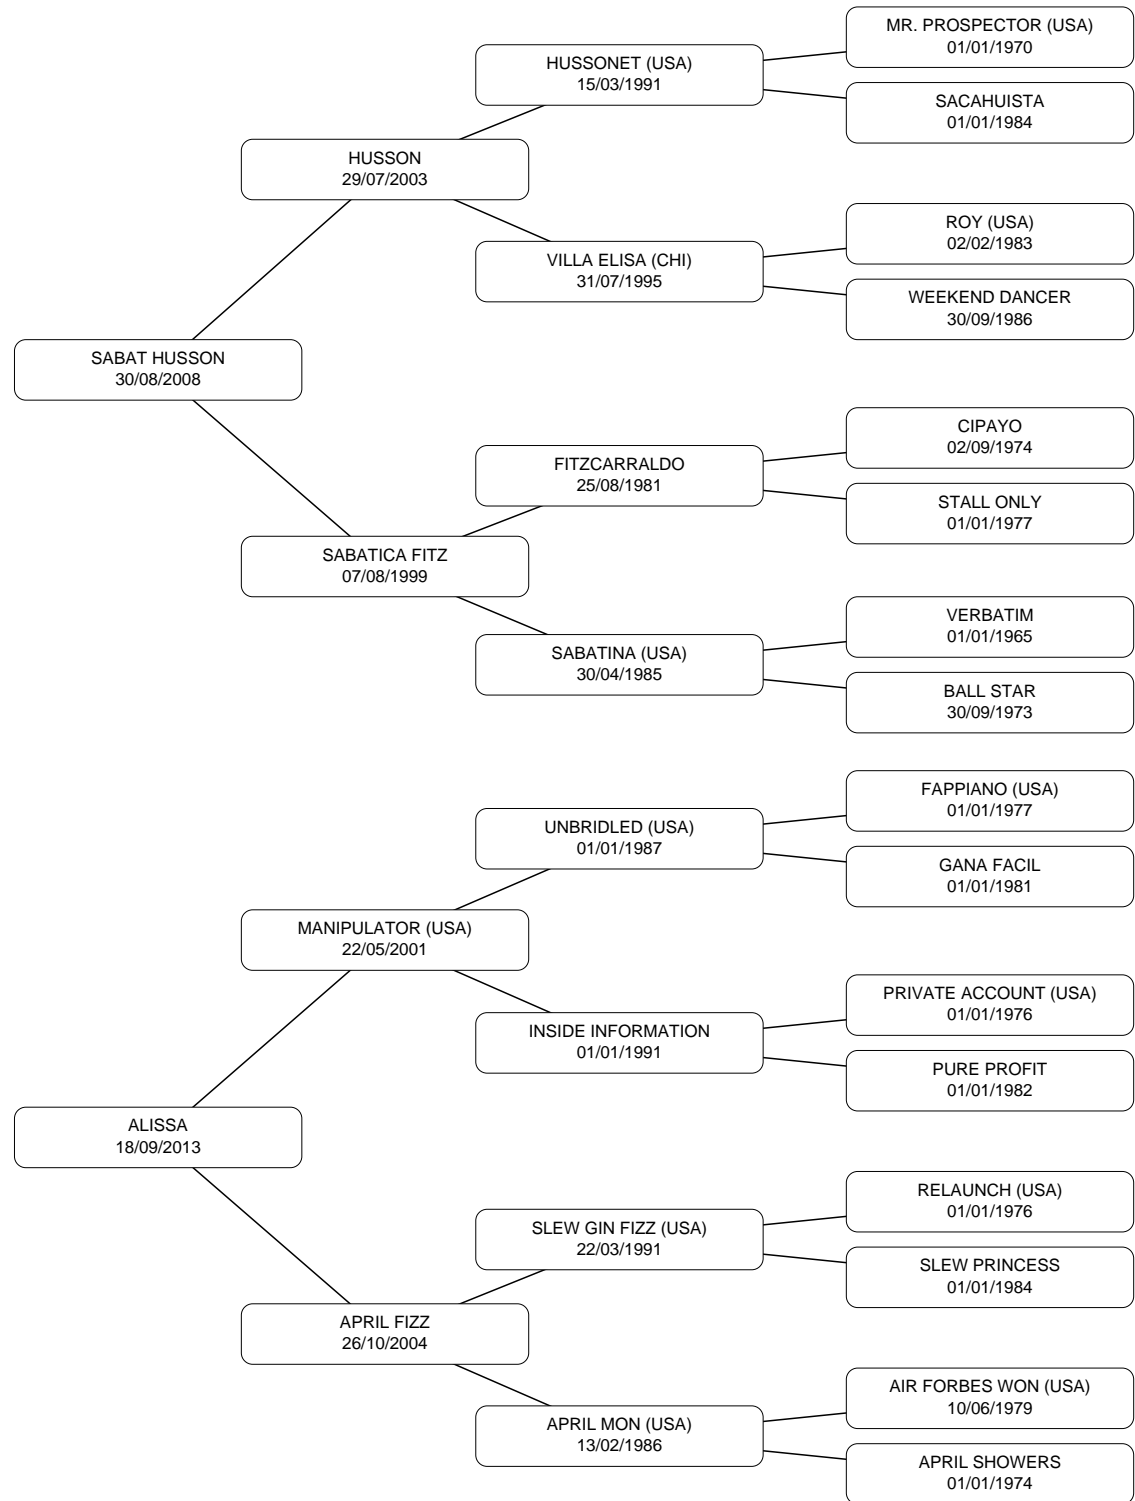 MR. PROSPECTOR (USA)
01/01/1970
HUSSONET (USA)
15/03/1991
SACAHUISTA
01/01/1984
HUSSON
29/07/2003
ROY (USA)
02/02/1983
VILLA ELISA (CHI)
31/07/1995
WEEKEND DANCER
30/09/1986
SABAT HUSSON
30/08/2008
CIPAYO
02/09/1974
FITZCARRALDO
25/08/1981
STALL ONLY
01/01/1977
SABATICA FITZ
07/08/1999
VERBATIM
01/01/1965
SABATINA (USA)
30/04/1985
BALL STAR
30/09/1973
FAPPIANO (USA)
01/01/1977
UNBRIDLED (USA)
01/01/1987
GANA FACIL
01/01/1981
MANIPULATOR (USA)
22/05/2001
PRIVATE ACCOUNT (USA)
01/01/1976
INSIDE INFORMATION
01/01/1991
PURE PROFIT
01/01/1982
ALISSA
18/09/2013
RELAUNCH (USA)
01/01/1976
SLEW GIN FIZZ (USA)
22/03/1991
SLEW PRINCESS
01/01/1984
APRIL FIZZ
26/10/2004
AIR FORBES WON (USA)
10/06/1979
APRIL MON (USA)
13/02/1986
APRIL SHOWERS
01/01/1974